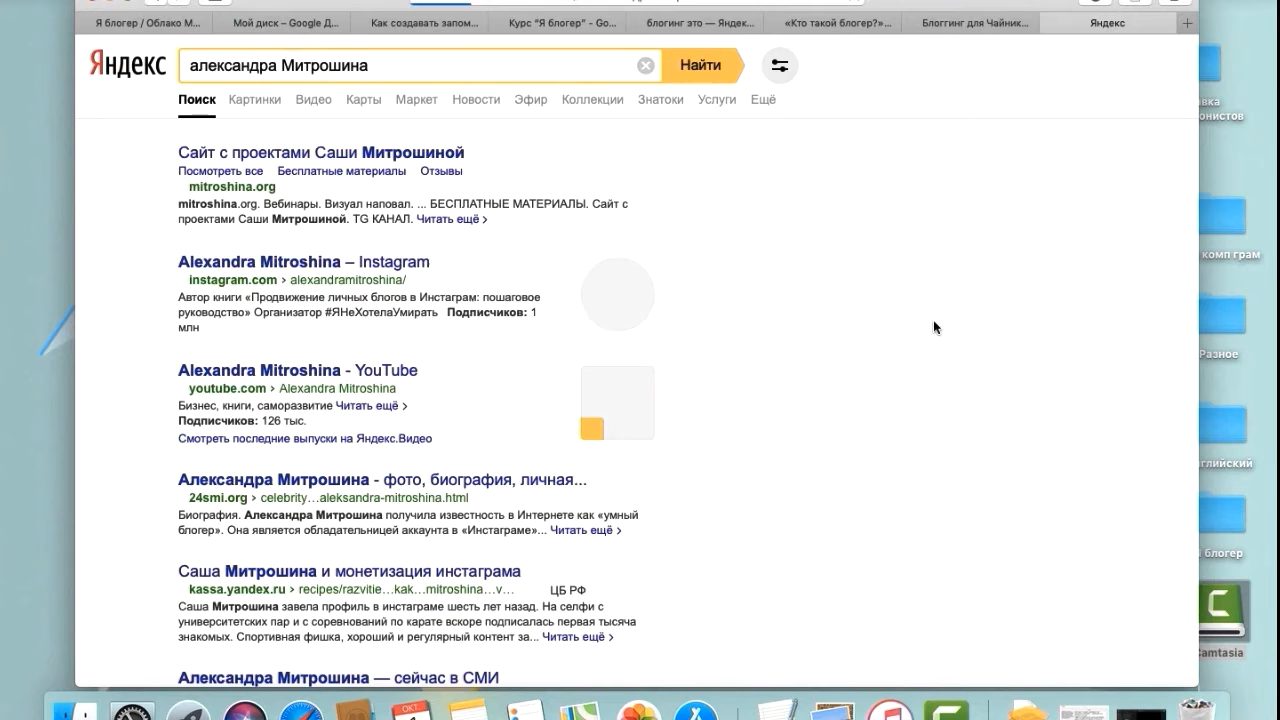 Я блогер / Облако М...
Мой диск – Google Д...
Как создавать запом...
Курс "Я блогер" - Go...
блогинг это — Яндек...
«Кто такой блогер?»...
Блоггинг для Чайник...
Яндекс
Яндекс
александра Митрошина
Найти
Поиск Картинки Видео Карты Маркет Новости Эфир Коллекции Знатоки Услуги Ещё
Сайт с проектами Саши Митрошиной
Посмотреть все Бесплатные материалы Отзывы
mitroshina.org
mitroshina.org. Вебинары. Визуал наповал. ... БЕСПЛАТНЫЕ МАТЕРИАЛЫ. Сайт с
проектами Саши Митрошиной. TG КАНАЛ. Читать ещё >
Alexandra Mitroshina – Instagram
instagram.com > alexandramitroshina/
Автор книги «Продвижение личных блогов в Инстаграм: пошаговое
руководство» Организатор #ЯНеХотелаУмирать Подписчиков: 1
млн
Alexandra Mitroshina - YouTube
youtube.com > Alexandra Mitroshina
Бизнес, книги, саморазвитие Читать ещё >
Подписчиков: 126 тыс.
Смотреть последние выпуски на Яндекс.Видео
Александра Митрошина - фото, биография, личная...
24smi.org > celebrity…aleksandra-mitroshina.html
Биография. Александра Митрошина получила известность в Интернете как «умный
блогер». Она является обладательницей аккаунта в «Инстаграме»... Читать ещё >
Саша Митрошина и монетизация инстаграма
kassa.yandex.ru > recipes/razvitie…kak…mitroshina…v… ЦБ РФ
Саша Митрошина завела профиль в инстаграме шесть лет назад. На селфи с
университетских пар и с соревнований по карате вскоре подписалась первая тысяча
знакомых. Спортивная фишка, хороший и регулярный контент за... Читать ещё >
Александра Митрошина — сейчас в СМИ
вка
онистов
комп грам
Разное
глийский
блогер
Camtasia
ОКТ